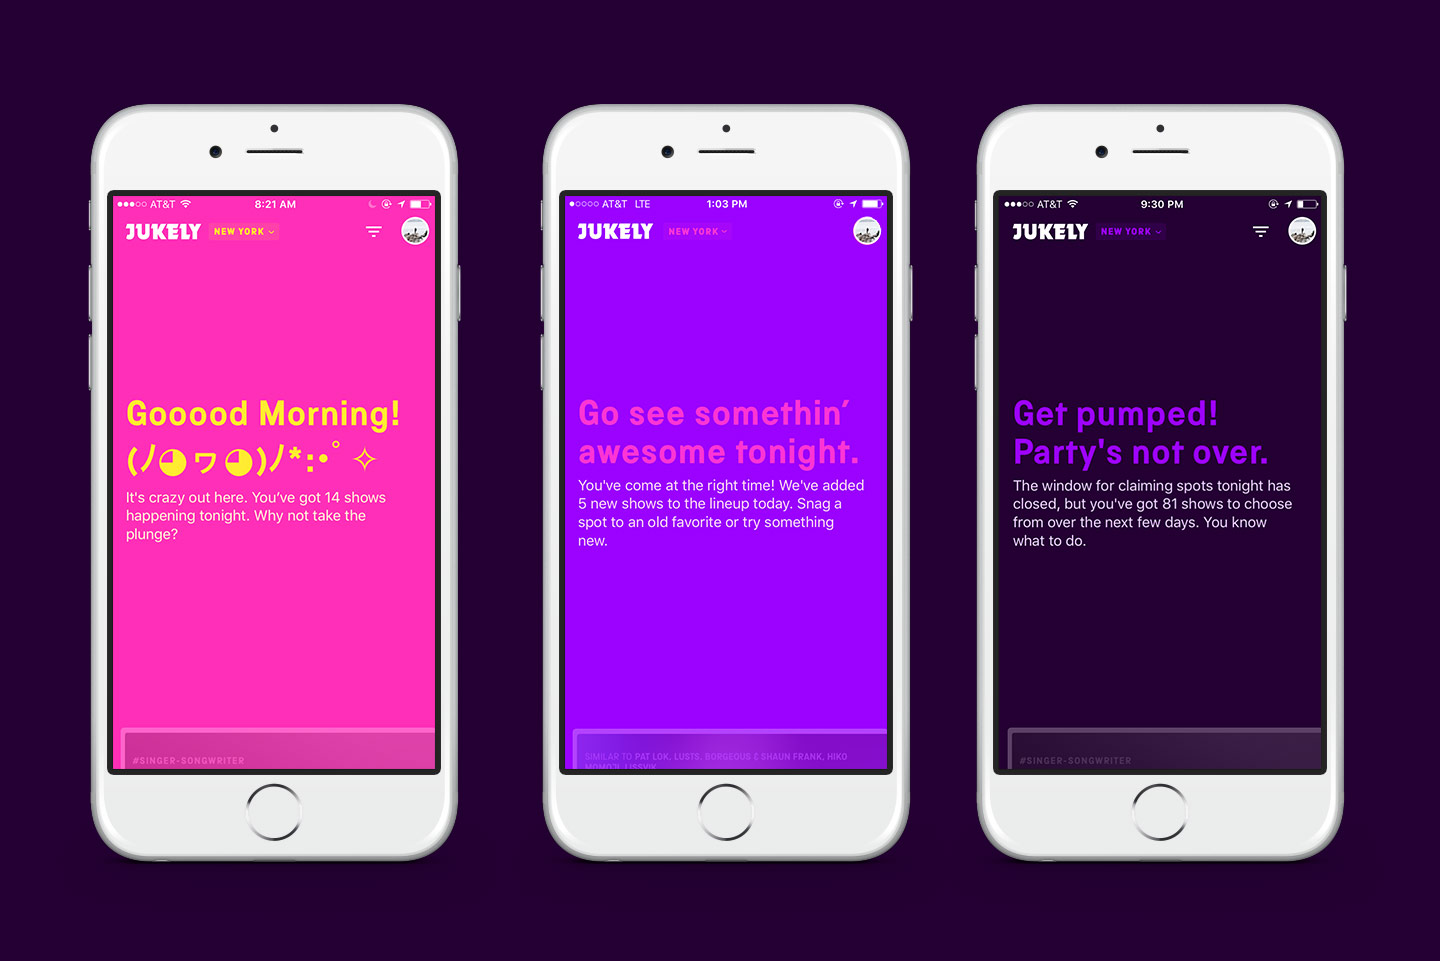 AT&T 8:21 AM
JUKELY NEW YORK
Gooood Morning!
(ノ◕ヮ◕)ノ*:・ﾟ✧
It's crazy out here. You've got 14 shows
happening tonight. Why not take the
plunge?
#SINGER-SONGWRITER
AT&T LTE 1:03 PM
JUKELY NEW YORK
Go see somethin'
awesome tonight.
You've come at the right time! We've added
5 new shows to the lineup today. Snag a
spot to an old favorite or try something
new.
SIMILAR TO PAT LOK, LUSTS, BORGEOUS & SHAUN FRANK, HIKO
MOMOJI, LISSVIK
AT&T 9:30 PM
JUKELY NEW YORK
Get pumped!
Party's not over.
The window for claiming spots tonight has
closed, but you've got 81 shows to choose
from over the next few days. You know
what to do.
#SINGER-SONGWRITER